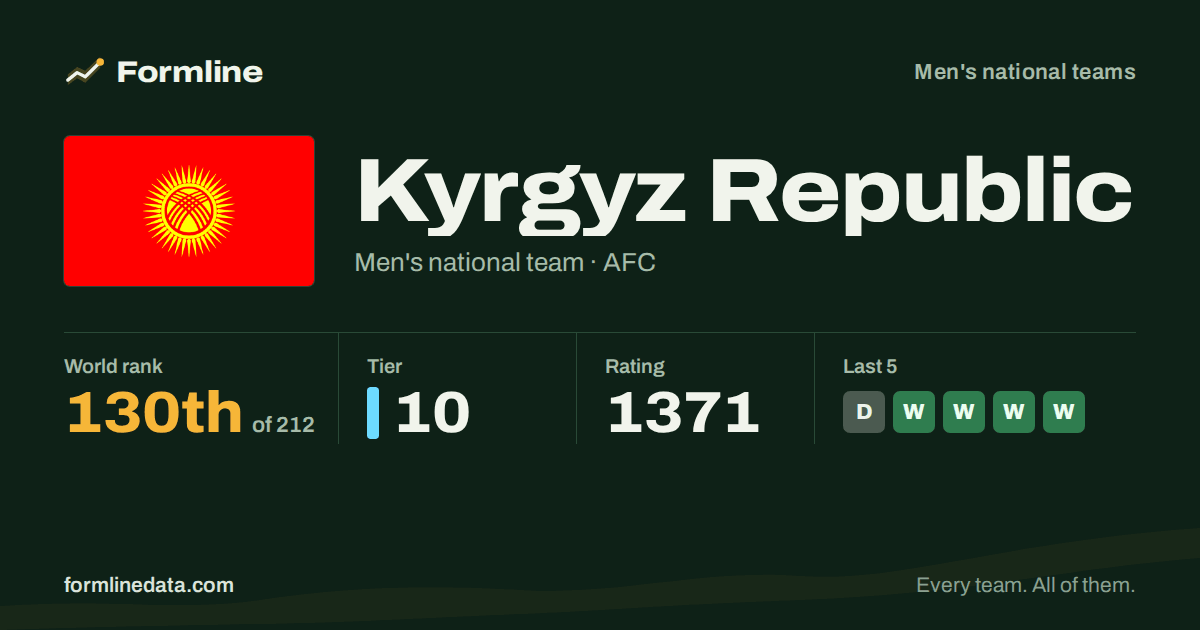 Formline
Men's national teams
Kyrgyz Republic
Men's national team · AFC
World rank
130th of 212
Tier
10
Rating
1371
Last 5
D W W W W
formlinedata.com
Every team. All of them.